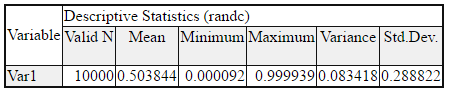 Variable
Descriptive Statistics (randc)
Valid N Mean Minimum Maximum Variance Std.Dev.
Var1 10000 0.503844 0.000092 0.999939 0.083418 0.288822